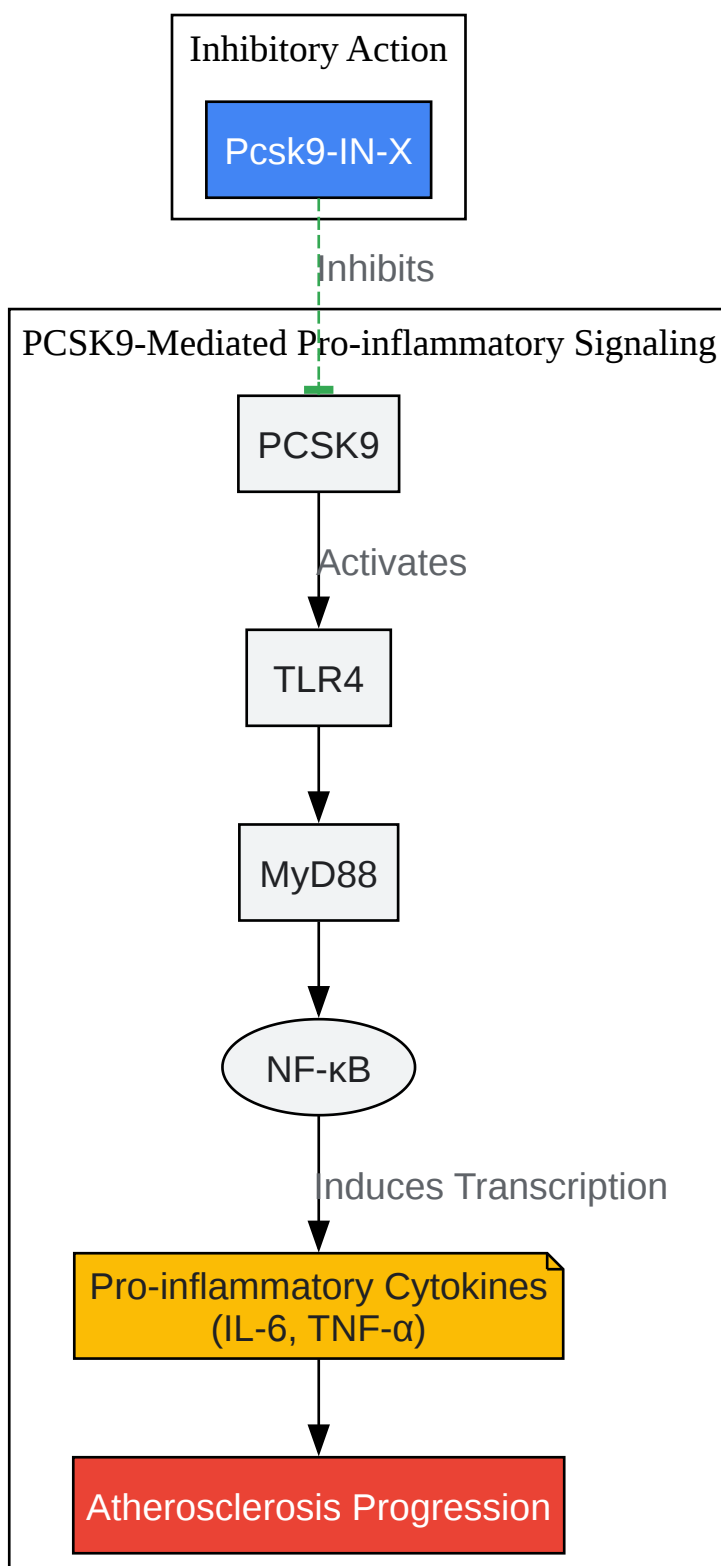 Inhibitory Action
Pcsk9-IN-X
Inhibits
PCSK9-Mediated Pro-inflammatory Signaling
PCSK9
Activates
TLR4
MyD88
NF-κB
Induces Transcription
Pro-inflammatory Cytokines
(IL-6, TNF-α)
Atherosclerosis Progression